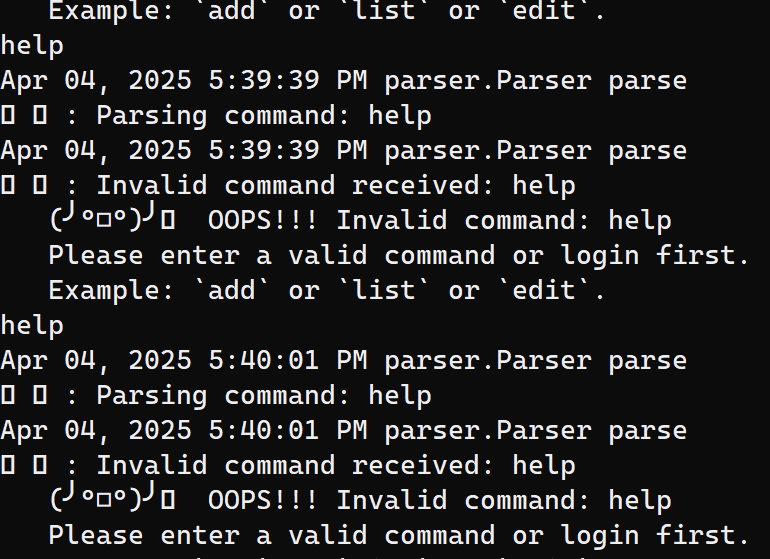 Example: `add` or `list` or `edit`.
help
Apr 04, 2025 5:39:39 PM parser.Parser parse
▯ ▯ : Parsing command: help
Apr 04, 2025 5:39:39 PM parser.Parser parse
▯ ▯ : Invalid command received: help
(╯°□°)╯▯  OOPS!!! Invalid command: help
Please enter a valid command or login first.
Example: `add` or `list` or `edit`.
help
Apr 04, 2025 5:40:01 PM parser.Parser parse
▯ ▯ : Parsing command: help
Apr 04, 2025 5:40:01 PM parser.Parser parse
▯ ▯ : Invalid command received: help
(╯°□°)╯▯  OOPS!!! Invalid command: help
Please enter a valid command or login first.